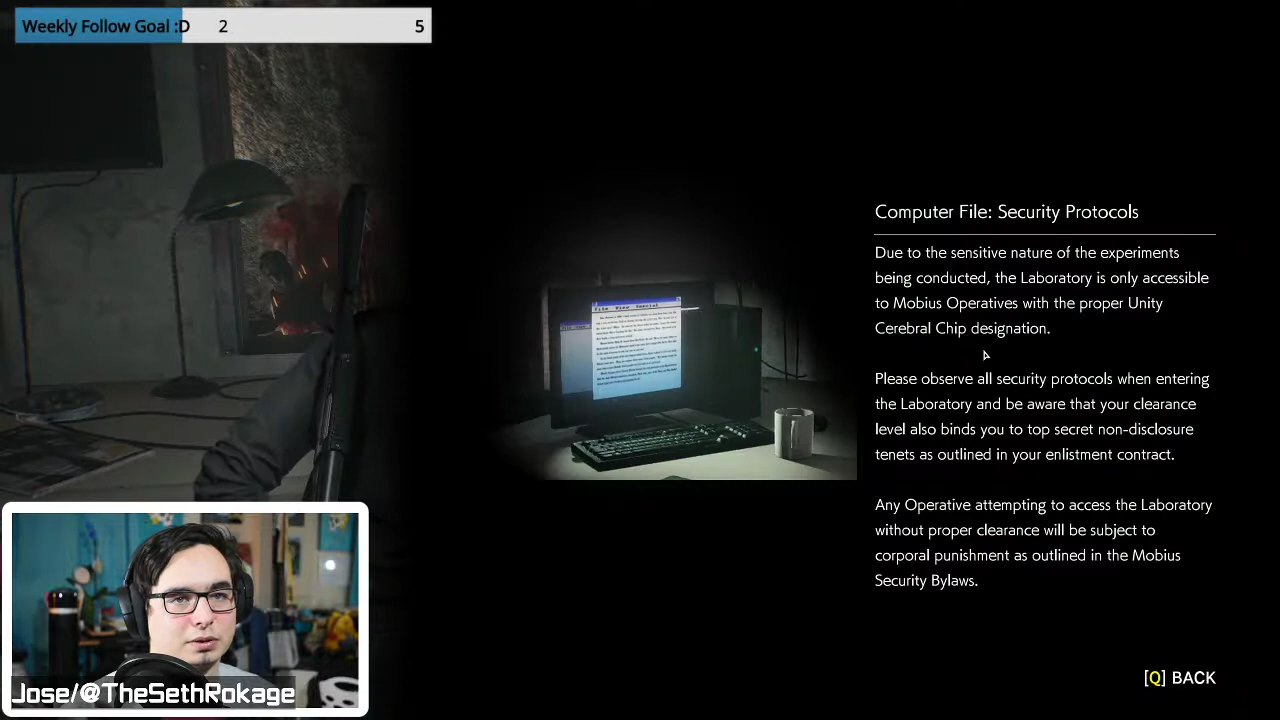 Weekly Follow Goal :D 2 5
Computer File: Security Protocols
Due to the sensitive nature of the experiments
being conducted, the Laboratory is only accessible
to Mobius Operatives with the proper Unity
Cerebral Chip designation.
Please observe all security protocols when entering
the Laboratory and be aware that your clearance
level also binds you to top secret non-disclosure
tenets as outlined in your enlistment contract.
Any Operative attempting to access the Laboratory
without proper clearance will be subject to
corporal punishment as outlined in the Mobius
Security Bylaws.
File View Special
Jose/@TheSethRokage
[Q] BACK